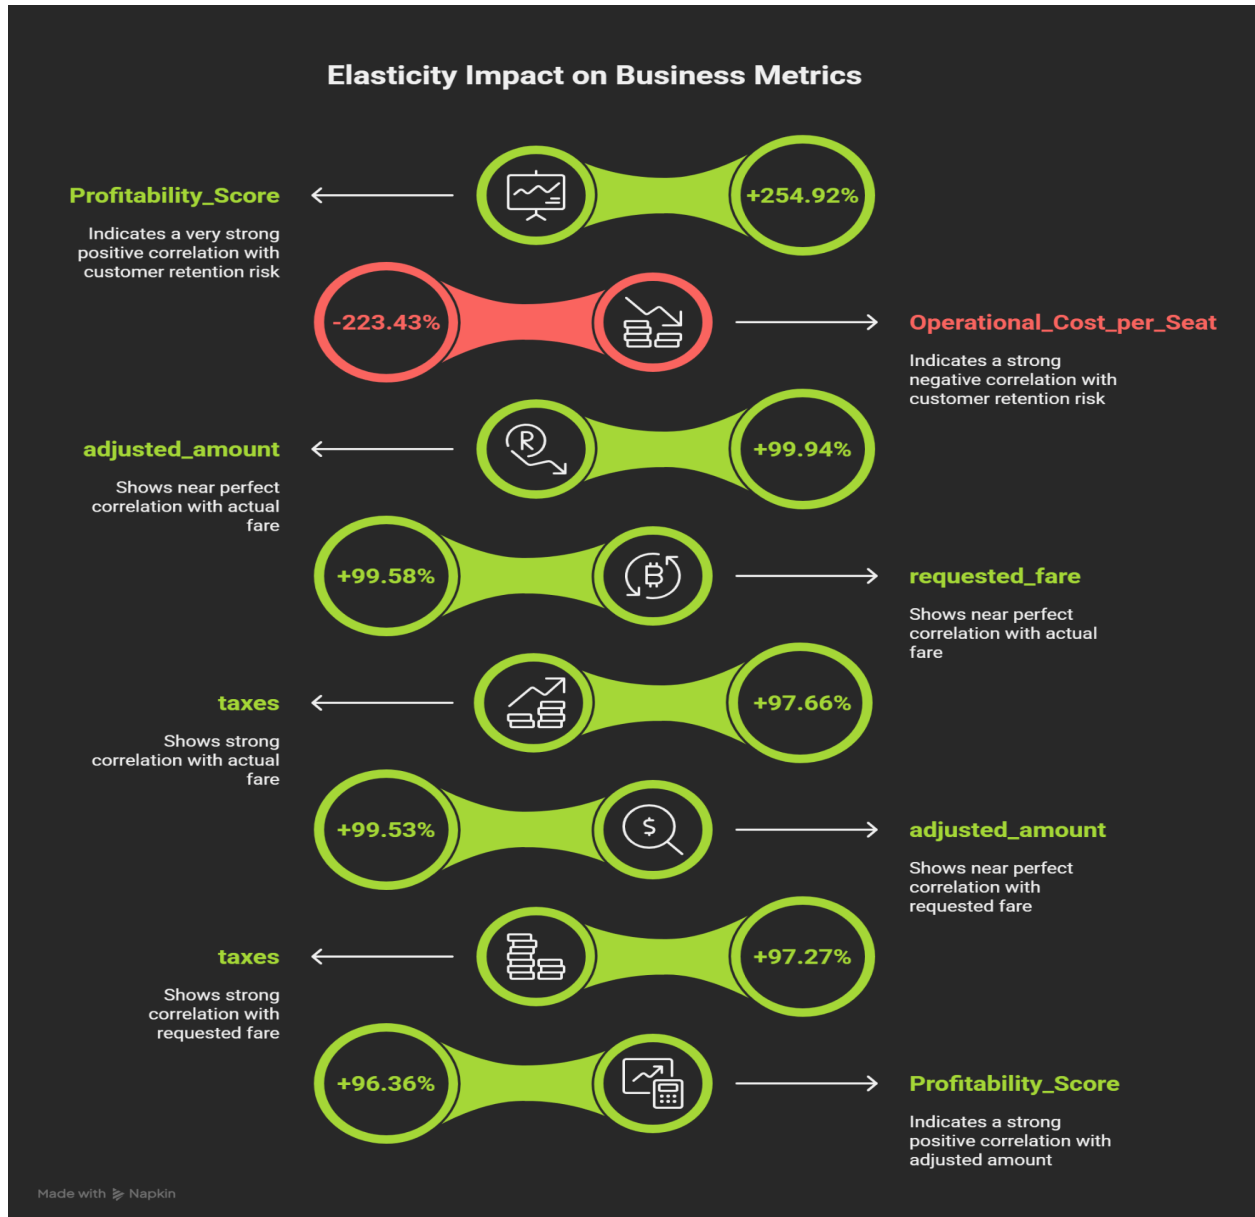 Elasticity Impact on Business Metrics
Profitability_Score
+254.92%
Indicates a very strong
positive correlation with
customer retention risk
-223.43%
Operational_Cost_per_Seat
Indicates a strong
negative correlation with
customer retention risk
adjusted_amount
+99.94%
Shows near perfect
correlation with actual
fare
+99.58%
requested_fare
Shows near perfect
correlation with actual
fare
taxes
+97.66%
Shows strong
correlation with actual
fare
+99.53%
adjusted_amount
Shows near perfect
correlation with
requested fare
taxes
+97.27%
Shows strong
correlation with
requested fare
+96.36%
Profitability_Score
Indicates a strong
positive correlation with
adjusted amount
Made with Napkin